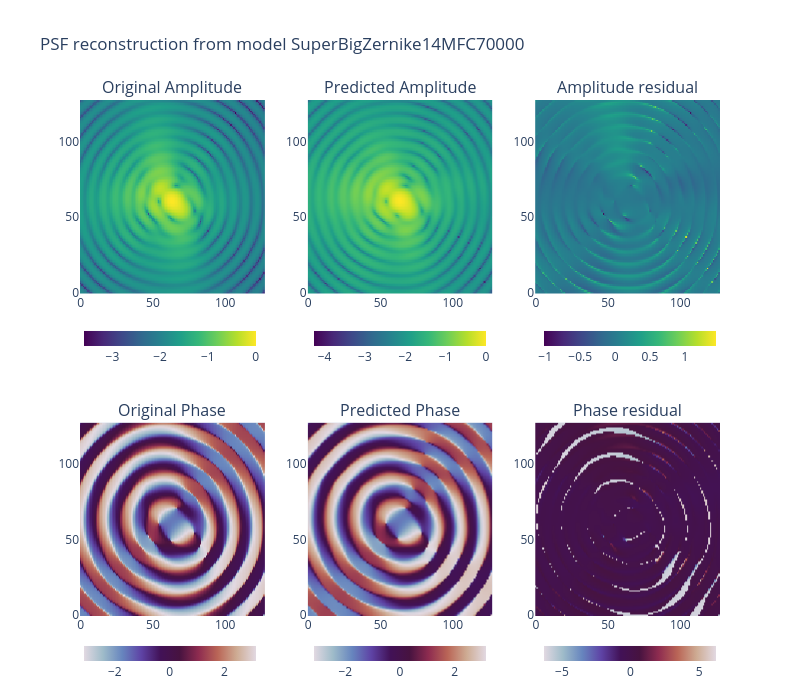 PSF reconstruction from model SuperBigZernike14MFC70000
Original Amplitude
Predicted Amplitude
Amplitude residual
100
50
0
0 50 100
100
50
0
0 50 100
100
50
0
0 50 100
−3 −2 −1 0
−4 −3 −2 −1 0
−1 −0.5 0 0.5 1
Original Phase
Predicted Phase
Phase residual
100
50
0
0 50 100
100
50
0
0 50 100
100
50
0
0 50 100
−2 0 2
−2 0 2
−5 0 5